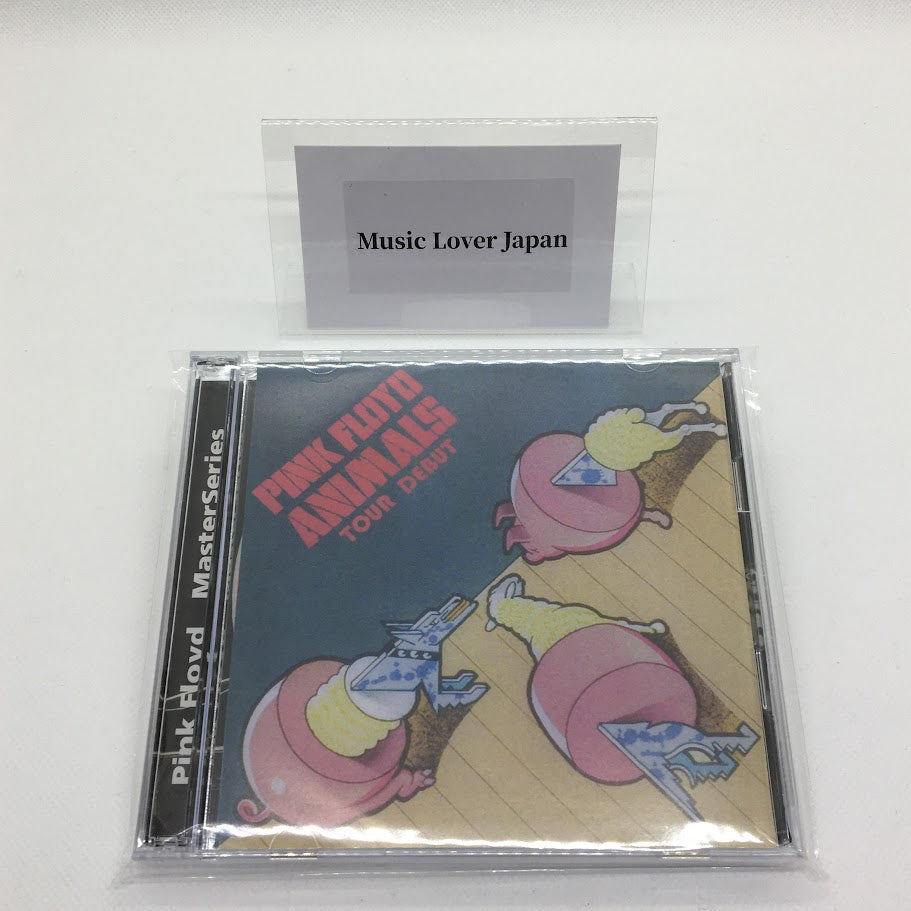 Music Lover Japan
PINK FLOYD
ANIMALS
TOUR DEBUT
Pink Floyd MasterSeries